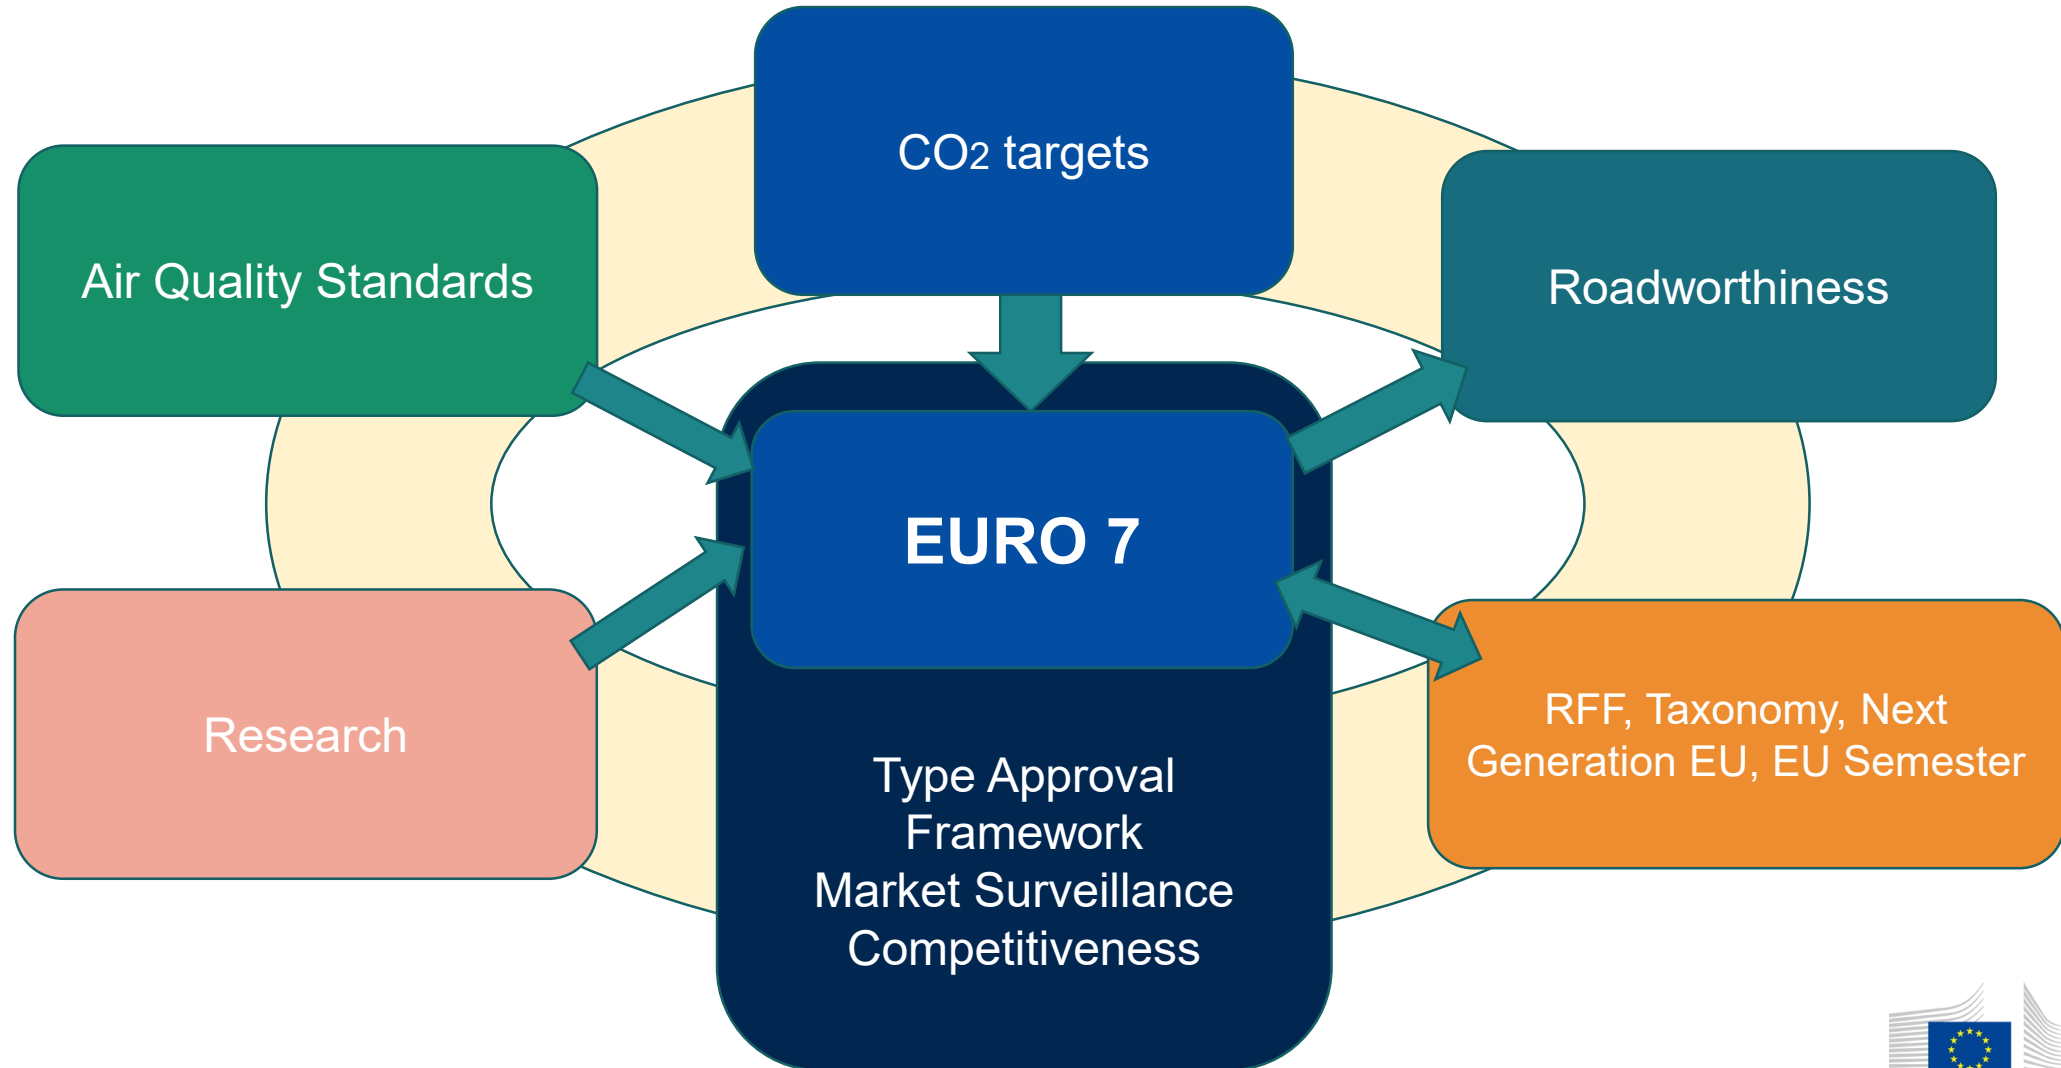 CO2 targets
Air Quality Standards
Roadworthiness
EURO 7
Research
RFF, Taxonomy, Next
Generation EU, EU Semester
Type Approval
Framework
Market Surveillance
Competitiveness